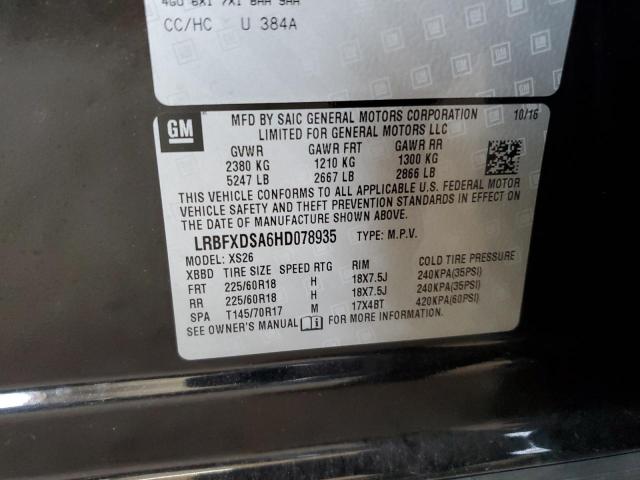 4G0 6X1 7X1 8AA 9AA
CC/HC U 384A
GM
MFD BY SAIC GENERAL MOTORS CORPORATION 10/16
LIMITED FOR GENERAL MOTORS LLC
GVWR GAWR FRT GAWR RR
2380 KG 1210 KG 1300 KG
5247 LB 2667 LB 2866 LB
THIS VEHICLE CONFORMS TO ALL APPLICABLE U.S. FEDERAL MOTOR
VEHICLE SAFETY AND THEFT PREVENTION STANDARDS IN EFFECT ON
THE DATE OF MANUFACTURE SHOWN ABOVE.
LRBFXDSA6HD078935 TYPE: M.P.V.
MODEL: XS26
XBBD TIRE SIZE SPEED RTG RIM COLD TIRE PRESSURE
FRT 225/60R18 H 18X7.5J 240KPA(35PSI)
RR 225/60R18 H 18X7.5J 240KPA(35PSI)
SPA T145/70R17 M 17X4BT 420KPA(60PSI)
SEE OWNER'S MANUAL FOR MORE INFORMATION.